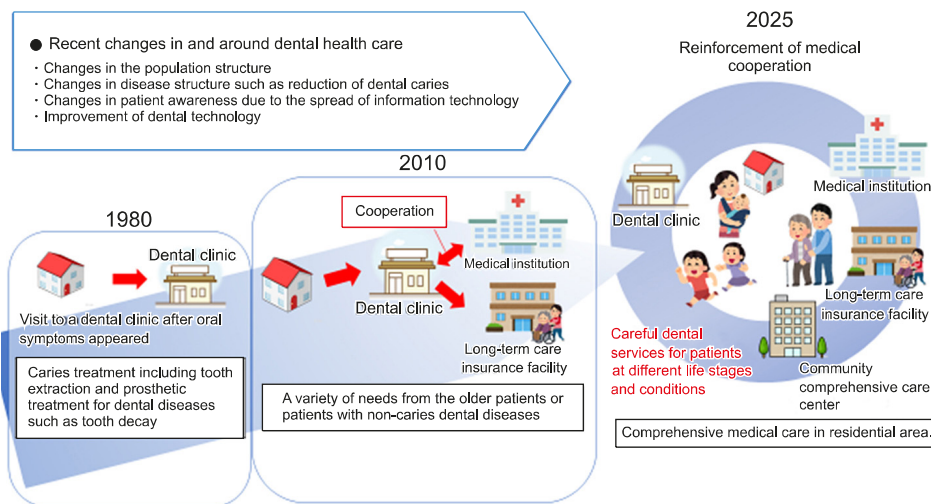 ● Recent changes in and around dental health care
・Changes in the population structure
・Changes in disease structure such as reduction of dental caries
・Changes in patient awareness due to the spread of information technology
・Improvement of dental technology
1980
Dental clinic
Visit to a dental clinic after oral
symptoms appeared
Caries treatment including tooth
extraction and prosthetic
treatment for dental diseases
such as tooth decay
2010
Cooperation
Medical institution
Dental clinic
Long-term care
insurance facility
A variety of needs from the older patients or
patients with non-caries dental diseases
2025
Reinforcement of medical
cooperation
Dental clinic
Medical institution
Long-term care
insurance facility
Careful dental
services for patients
at different life stages
and conditions
Community
comprehensive care
center
Comprehensive medical care in residential area.